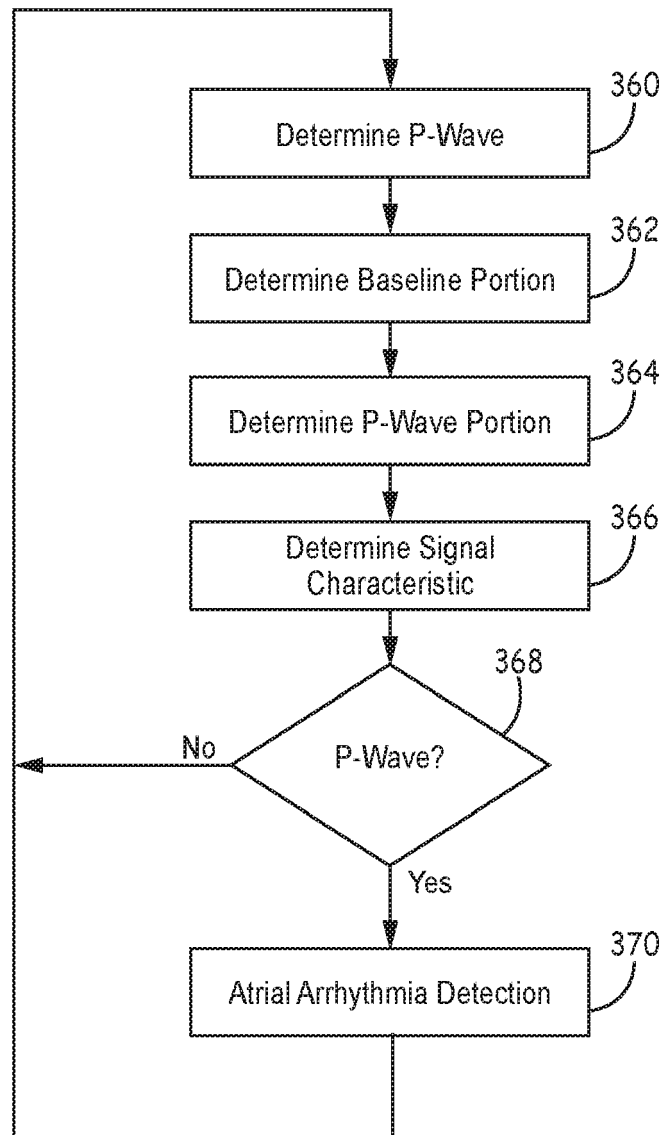 360
Determine P-Wave
362
Determine Baseline Portion
364
Determine P-Wave Portion
366
Determine Signal
Characteristic
368
P-Wave?
No
Yes
370
Atrial Arrhythmia Detection